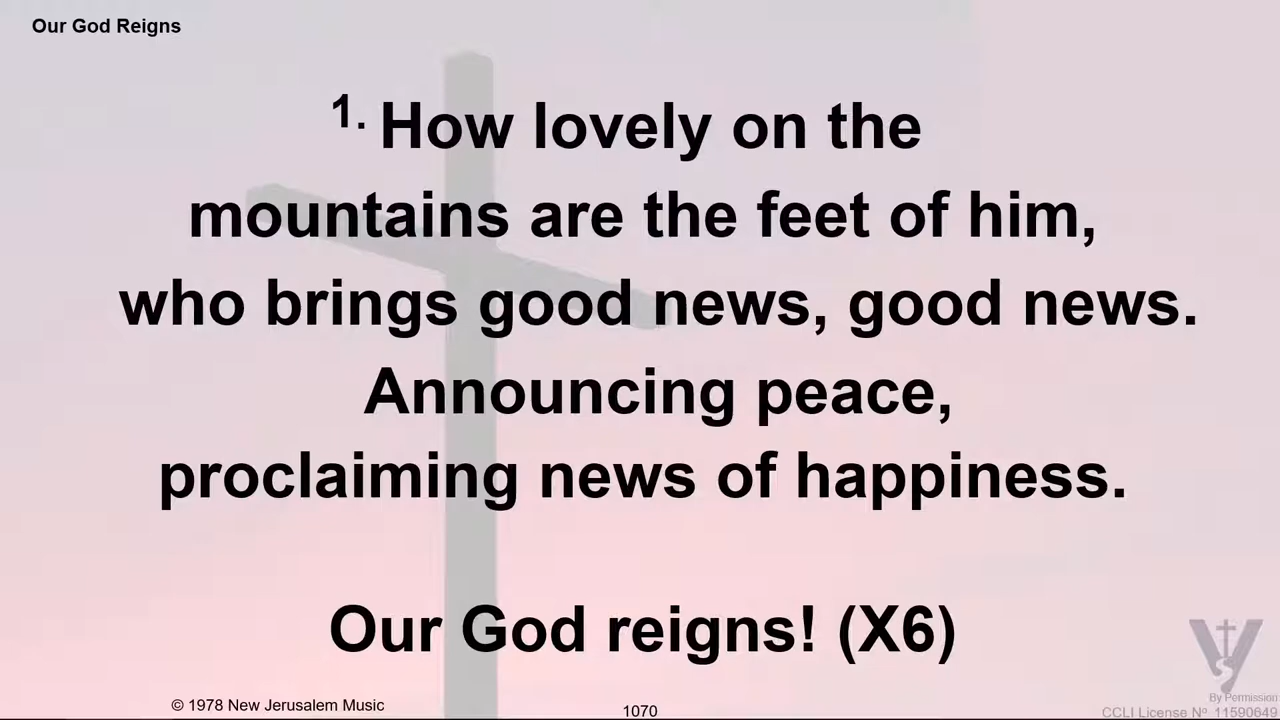 Our God Reigns
1. How lovely on the
mountains are the feet of him,
who brings good news, good news.
Announcing peace,
proclaiming news of happiness.
Our God reigns! (X6)
© 1978 New Jerusalem Music
1070
By Permission
CCLI License Nº 11590649